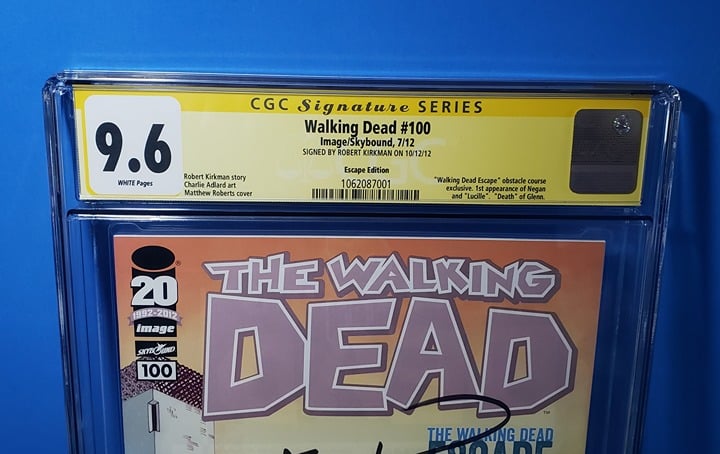 CGC Signature SERIES
9.6
WHITE Pages
Walking Dead #100
Image/Skybound, 7/12
SIGNED BY ROBERT KIRKMAN ON 10/12/12
Escape Edition
1062087001
Robert Kirkman story
Charlie Adlard art
Matthew Roberts cover
"Walking Dead Escape" obstacle course
exclusive. 1st appearance of Negan
and "Lucille". "Death" of Glenn.
20
1992-2012
image
SKYBOUND
100
THE WALKING
DEAD
THE WALKING DEAD
ESCAPE